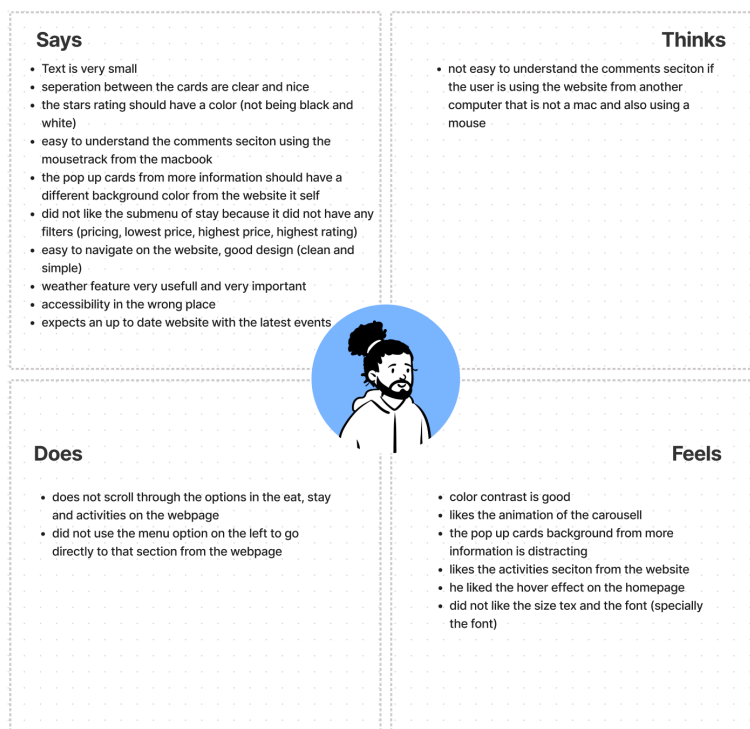 Says
Text is very small
seperation between the cards are clear and nice
the stars rating should have a color (not being black and
white)
easy to understand the comments seciton using the
mousetrack from the macbook
the pop up cards from more information should have a
different background color from the website it self
did not like the submenu of stay because it did not have any
filters (pricing, lowest price, highest price, highest rating)
easy to navigate on the website, good design (clean and
simple)
weather feature very usefull and very important
accessibility in the wrong place
expects an up to date website with the latest events
Thinks
not easy to understand the comments seciton if
the user is using the website from another
computer that is not a mac and also using a
mouse
Does
does not scroll through the options in the eat, stay
and activities on the webpage
did not use the menu option on the left to go
directly to that section from the webpage
Feels
color contrast is good
likes the animation of the carousell
the pop up cards background from more
information is distracting
likes the activities seciton from the website
he liked the hover effect on the homepage
did not like the size tex and the font (specially
the font)